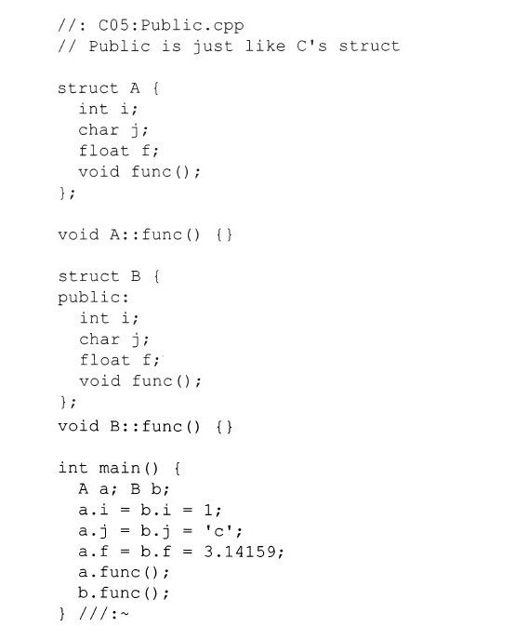 //: C05:Public.cpp
// Public is just like C's struct
struct A {
int i;
char j;
float f;
void func();
};
void A::func() {}
struct B {
public:
int i;
char j;
float f;
void func();
};
void B::func() {}
int main() {
A a; B b;
a.i = b.i = 1;
a.j = b.j = 'c';
a.f = b.f = 3.14159;
a.func();
b.func();
} ///:~